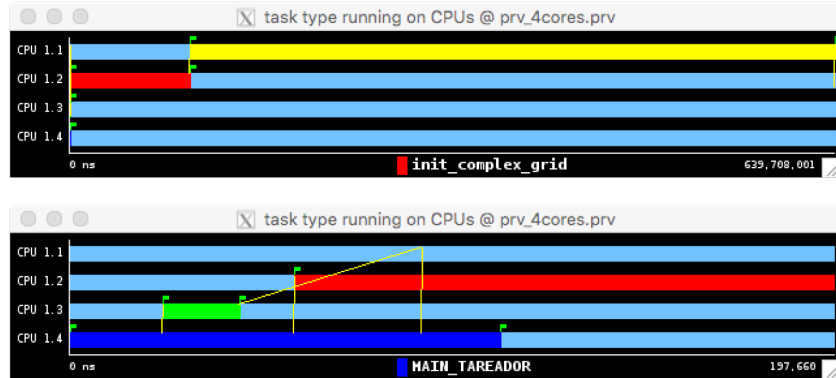 task type running on CPUs @ prv_4cores.prv
CPU 1.1
CPU 1.2
CPU 1.3
CPU 1.4
0 ns init_complex_grid 639,708,001
task type running on CPUs @ prv_4cores.prv
CPU 1.1
CPU 1.2
CPU 1.3
CPU 1.4
0 ns MAIN_TAREADOR 197,660